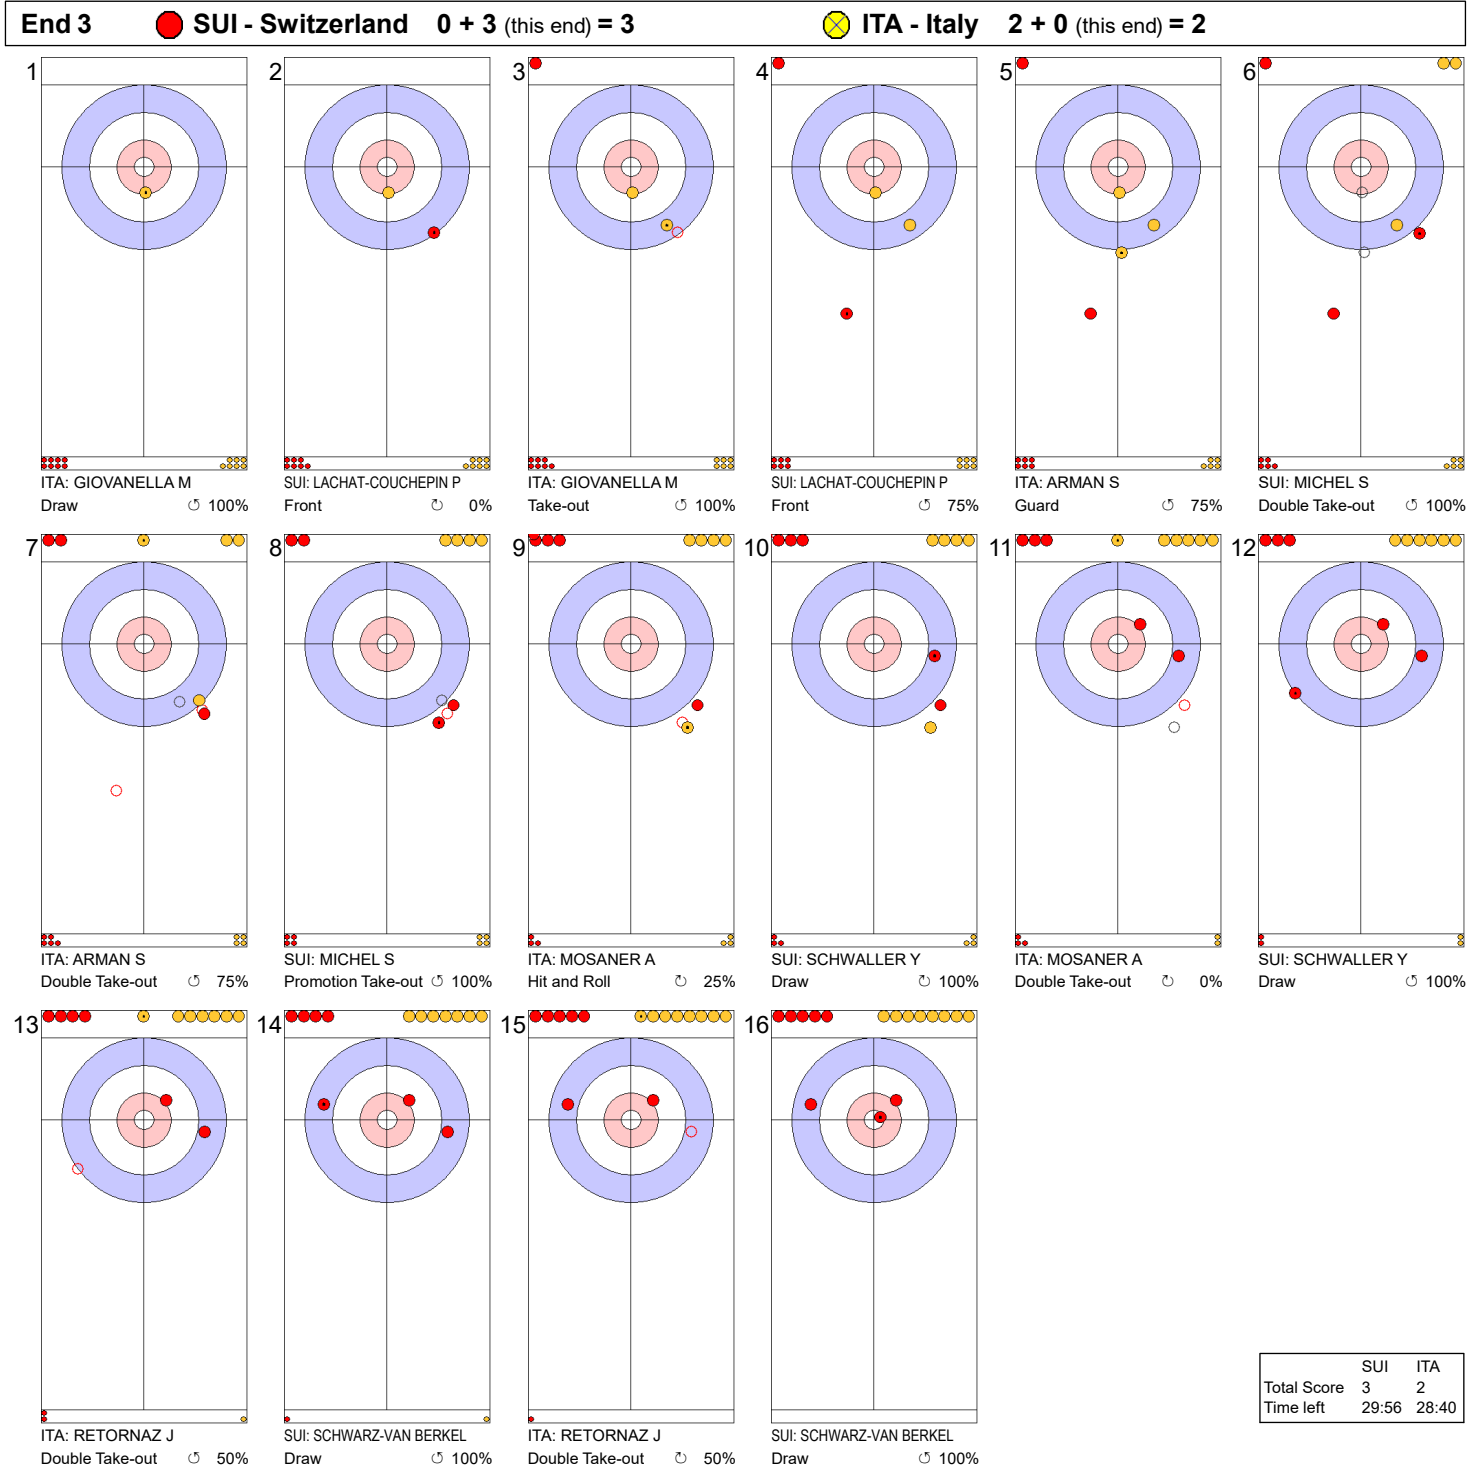 End 3 SUI - Switzerland 0 + 3 (this end) = 3 ITA - Italy 2 + 0 (this end) = 2
1 2 3 4 5 6
ITA: GIOVANELLA M SUI: LACHAT-COUCHEPIN P ITA: GIOVANELLA M SUI: LACHAT-COUCHEPIN P ITA: ARMAN S SUI: MICHEL S
Draw ↺ 100% Front ↻ 0% Take-out ↺ 100% Front ↺ 75% Guard ↺ 75% Double Take-out ↺ 100%
7 8 9 10 11 12
ITA: ARMAN S SUI: MICHEL S ITA: MOSANER A SUI: SCHWALLER Y ITA: MOSANER A SUI: SCHWALLER Y
Double Take-out ↺ 75% Promotion Take-out ↺ 100% Hit and Roll ↻ 25% Draw ↺ 100% Double Take-out ↻ 0% Draw ↺ 100%
13 14 15 16
ITA: RETORNAZ J SUI: SCHWARZ-VAN BERKEL ITA: RETORNAZ J SUI: SCHWARZ-VAN BERKEL
Double Take-out ↺ 50% Draw ↺ 100% Double Take-out ↻ 50% Draw ↺ 100%
SUI ITA
Total Score 3 2
Time left 29:56 28:40